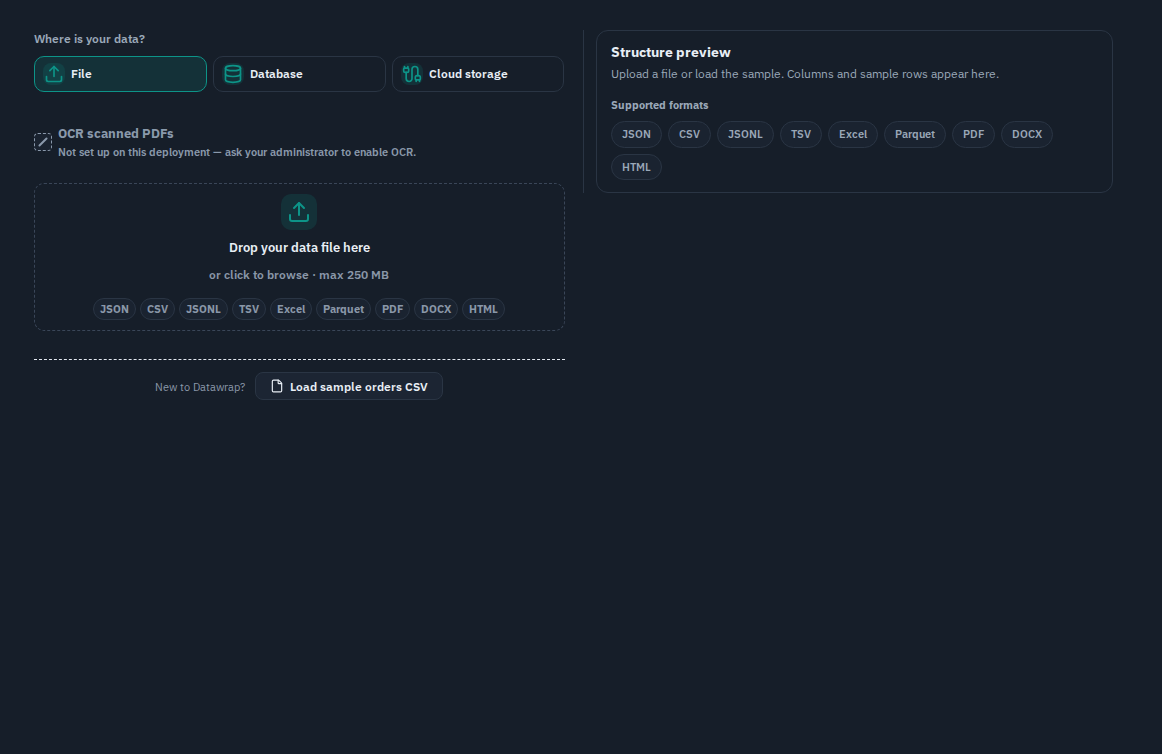 Where is your data?
File
Database
Cloud storage
OCR scanned PDFs
Not set up on this deployment — ask your administrator to enable OCR.
Drop your data file here
or click to browse · max 250 MB
JSON CSV JSONL TSV Excel Parquet PDF DOCX HTML
New to Datawrap?
Load sample orders CSV
Structure preview
Upload a file or load the sample. Columns and sample rows appear here.
Supported formats
JSON CSV JSONL TSV Excel Parquet PDF DOCX
HTML